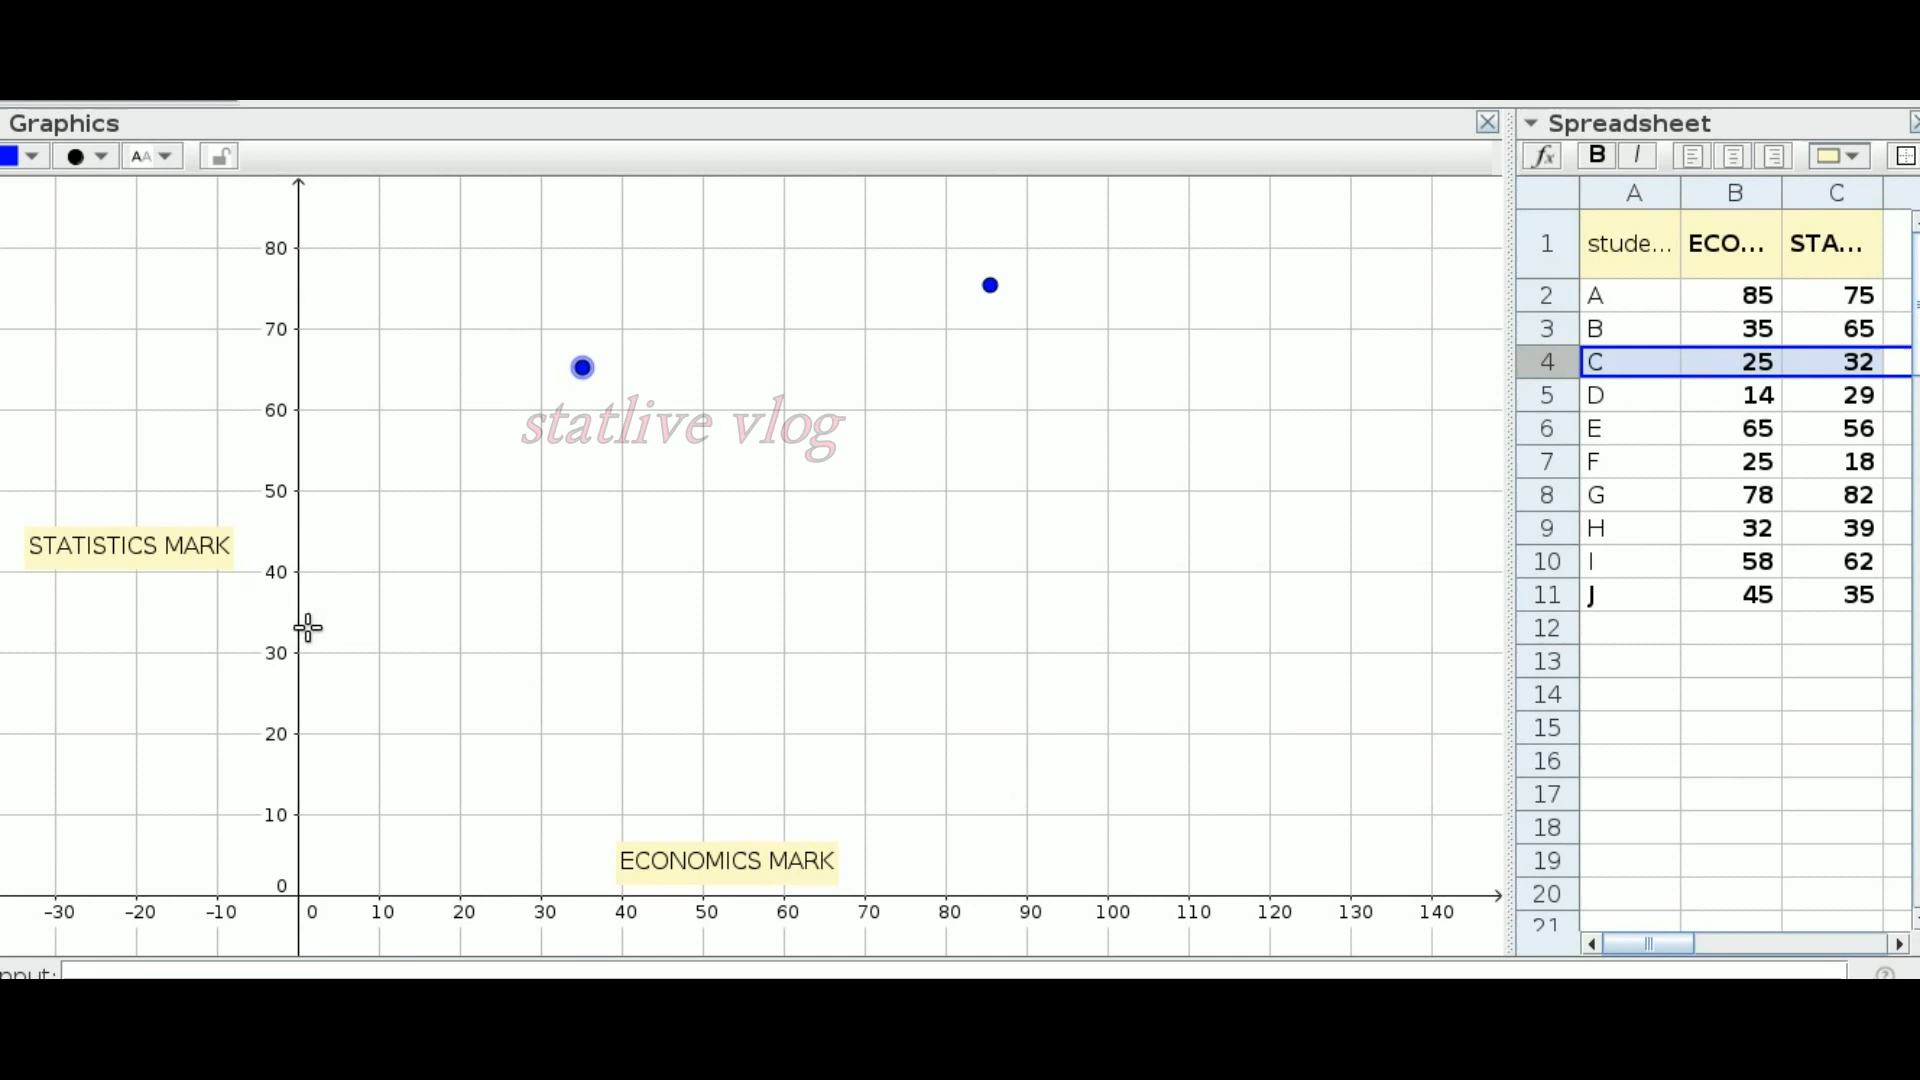 Graphics
Spreadsheet
AA
fx B I
A B C
1 stude... ECO... STA...
2 A 85 75
3 B 35 65
4 C 25 32
5 D 14 29
6 E 65 56
7 F 25 18
8 G 78 82
9 H 32 39
10 I 58 62
11 J 45 35
12
13
14
15
16
17
18
19
20
21
80
70
60
50
40
30
20
10
0
statlive vlog
STATISTICS MARK
ECONOMICS MARK
-30 -20 -10 0 10 20 30 40 50 60 70 80 90 100 110 120 130 140
nput:
?